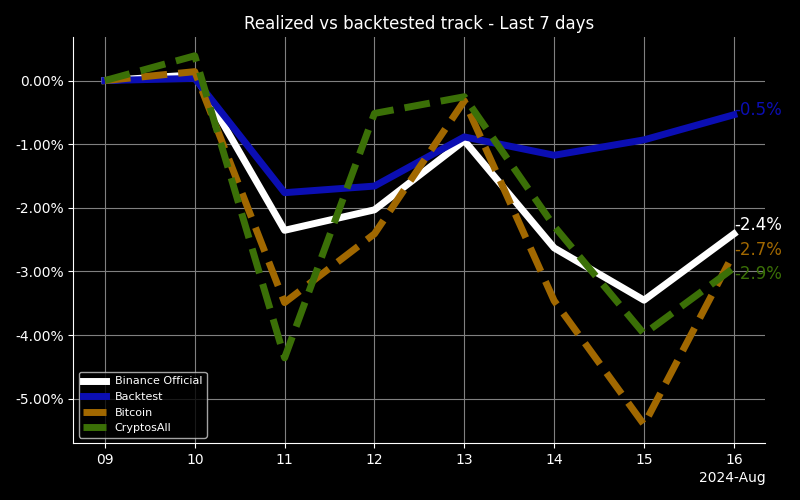 Realized vs backtested track - Last 7 days
0.00%
-1.00%
-2.00%
-3.00%
-4.00%
-5.00%
-0.5%
-2.4%
-2.7%
-2.9%
Binance Official
Backtest
Bitcoin
CryptosAll
09 10 11 12 13 14 15 16
2024-Aug